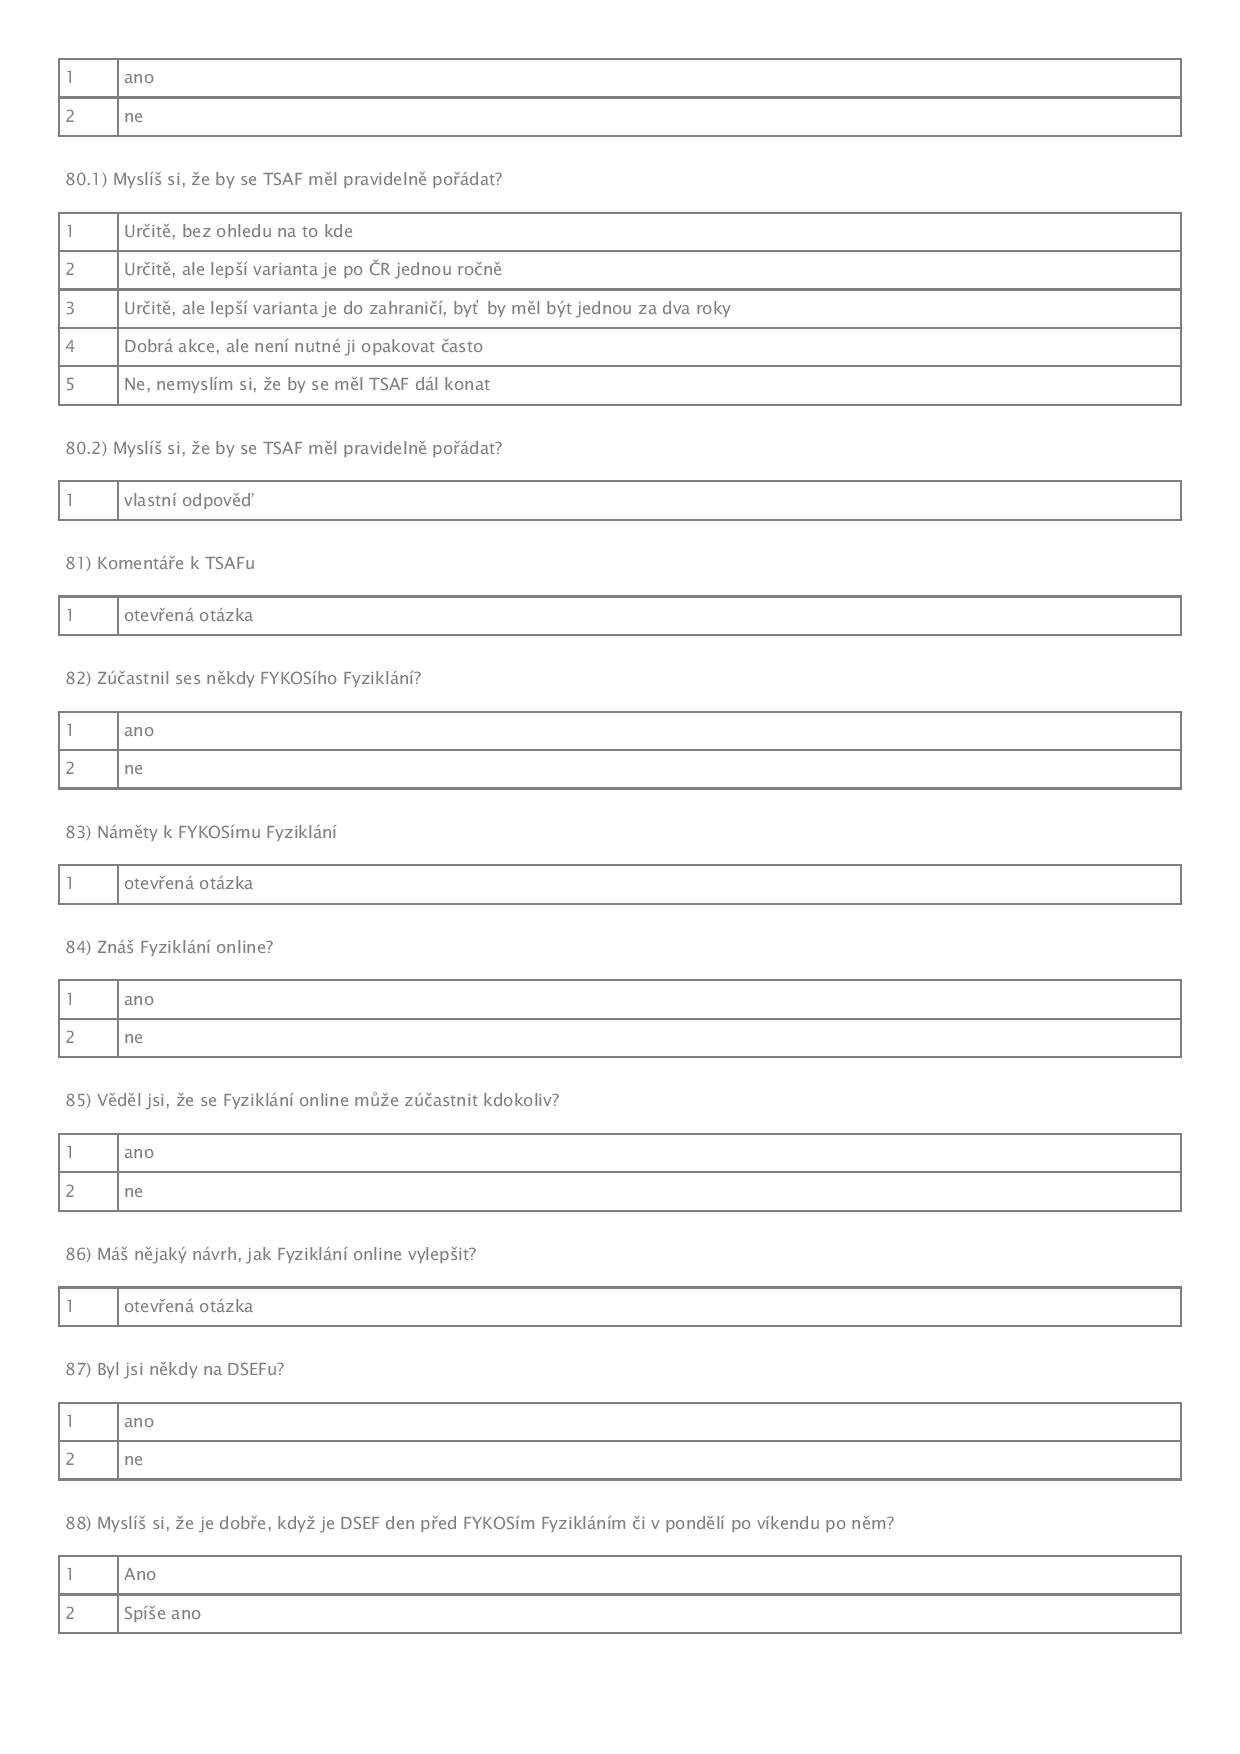 1 ano
2 ne
80.1) Myslíš si, že by se TSAF měl pravidelně pořádat?
1 Určitě, bez ohledu na to kde
2 Určitě, ale lepší varianta je po ČR jednou ročně
3 Určitě, ale lepší varianta je do zahraničí, byť by měl být jednou za dva roky
4 Dobrá akce, ale není nutné ji opakovat často
5 Ne, nemyslím si, že by se měl TSAF dál konat
80.2) Myslíš si, že by se TSAF měl pravidelně pořádat?
1 vlastní odpověď
81) Komentáře k TSAFu
1 otevřená otázka
82) Zúčastnil ses někdy FYKOSího Fyziklání?
1 ano
2 ne
83) Náměty k FYKOSímu Fyziklání
1 otevřená otázka
84) Znáš Fyziklání online?
1 ano
2 ne
85) Věděl jsi, že se Fyziklání online může zúčastnit kdokoliv?
1 ano
2 ne
86) Máš nějaký návrh, jak Fyziklání online vylepšit?
1 otevřená otázka
87) Byl jsi někdy na DSEFu?
1 ano
2 ne
88) Myslíš si, že je dobře, když je DSEF den před FYKOSím Fyzikláním či v pondělí po víkendu po něm?
1 Ano
2 Spíše ano